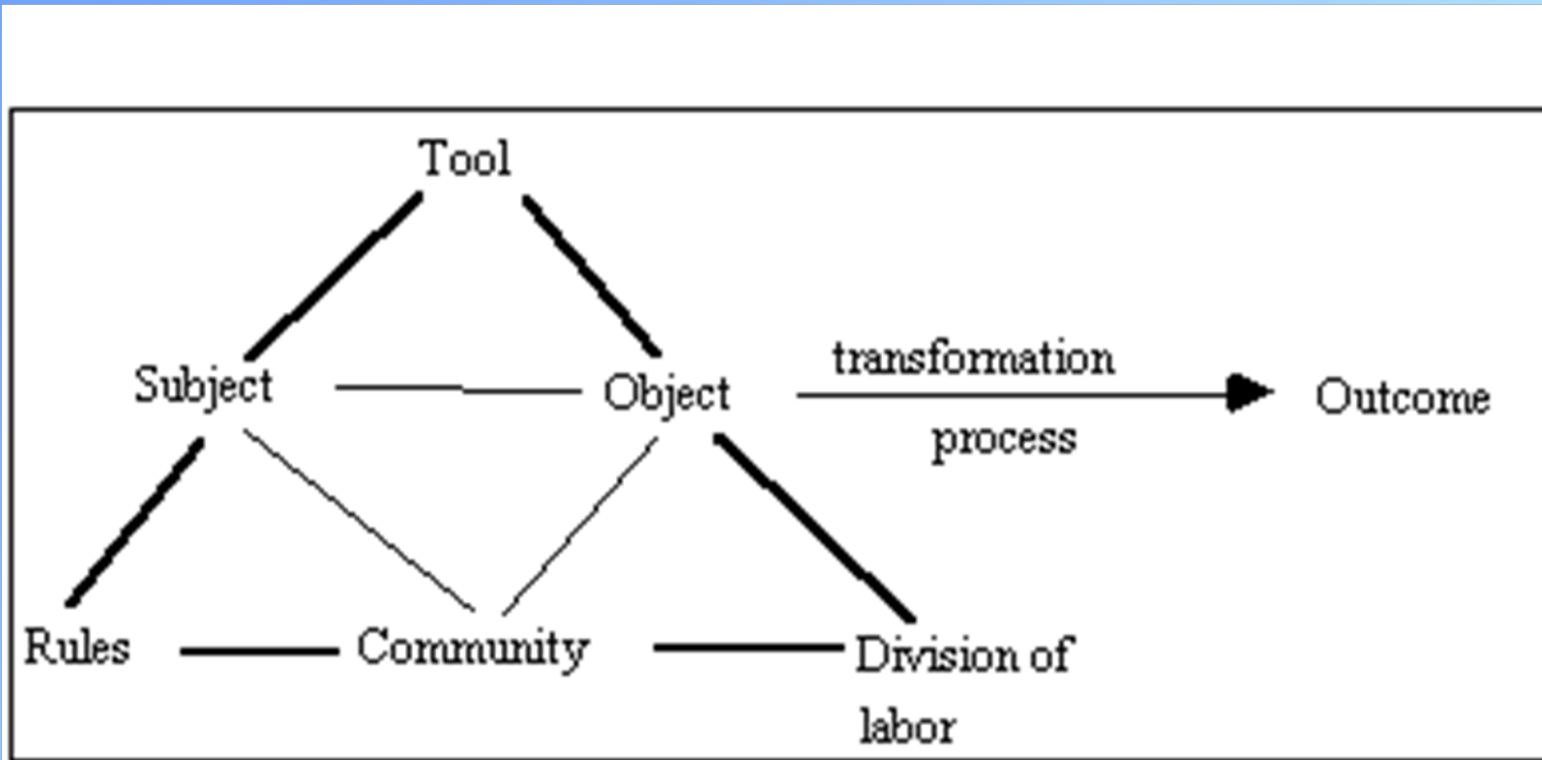 Tool
Subject
Object
transformation
process
Outcome
Rules
Community
Division of
labor